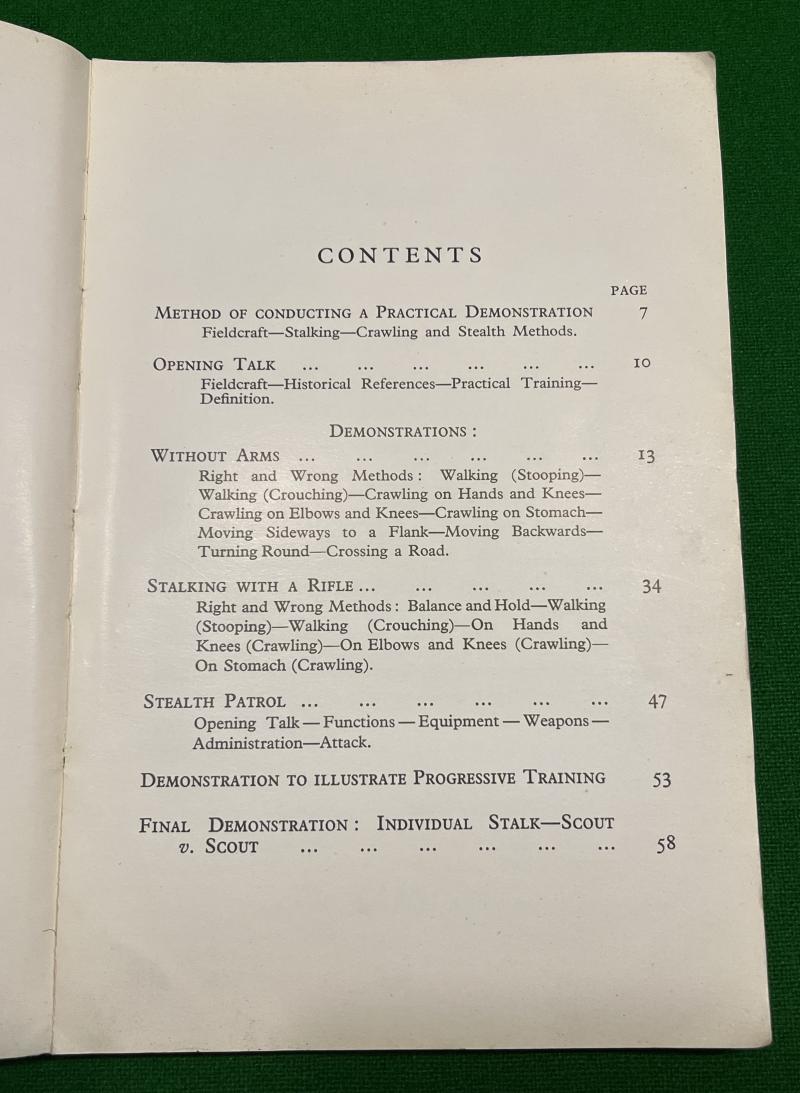 CONTENTS
PAGE
METHOD OF CONDUCTING A PRACTICAL DEMONSTRATION 7
Fieldcraft—Stalking—Crawling and Stealth Methods.
OPENING TALK ... ... ... ... ... ... 10
Fieldcraft—Historical References—Practical Training—
Definition.
DEMONSTRATIONS :
WITHOUT ARMS ... ... ... ... ... ... 13
Right and Wrong Methods : Walking (Stooping)—
Walking (Crouching)—Crawling on Hands and Knees—
Crawling on Elbows and Knees—Crawling on Stomach—
Moving Sideways to a Flank—Moving Backwards—
Turning Round—Crossing a Road.
STALKING WITH A RIFLE ... ... ... ... ... 34
Right and Wrong Methods : Balance and Hold—Walking
(Stooping)—Walking (Crouching)—On Hands and
Knees (Crawling)—On Elbows and Knees (Crawling)—
On Stomach (Crawling).
STEALTH PATROL ... ... ... ... ... ... 47
Opening Talk — Functions — Equipment — Weapons —
Administration—Attack.
DEMONSTRATION TO ILLUSTRATE PROGRESSIVE TRAINING 53
FINAL DEMONSTRATION : INDIVIDUAL STALK—SCOUT
v. SCOUT ... ... ... ... ... ... 58